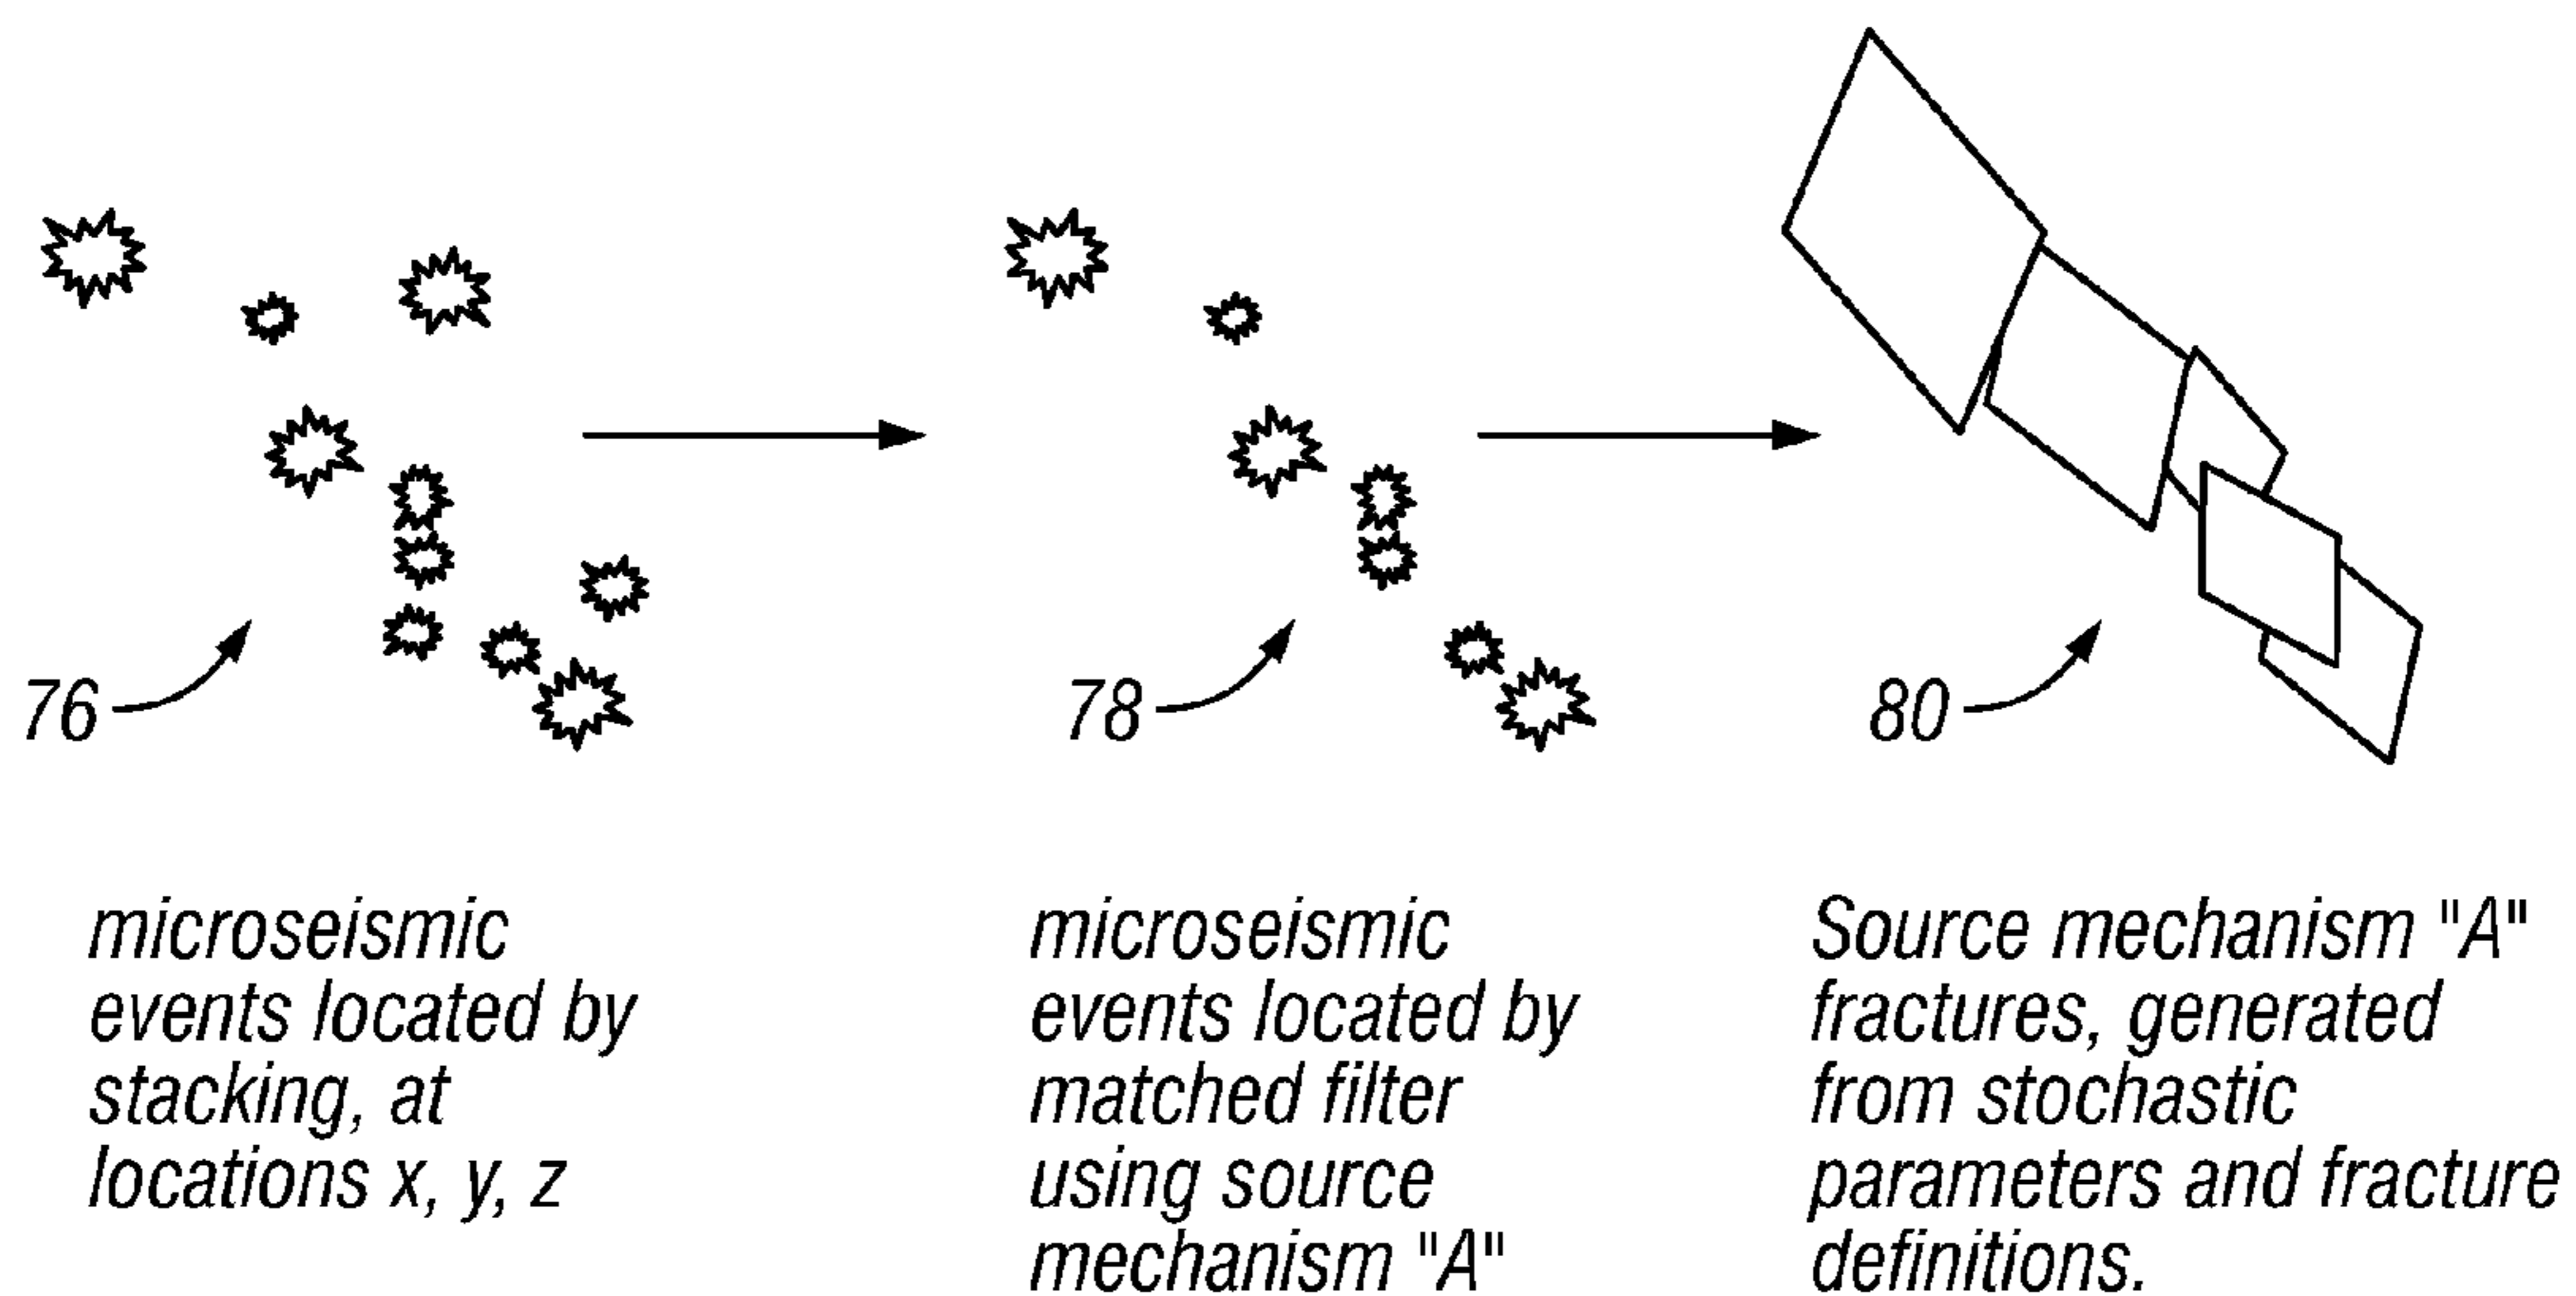 76
78
80
microseismic
events located by
stacking, at
locations x, y, z
microseismic
events located by
matched filter
using source
mechanism "A"
Source mechanism "A"
fractures, generated
from stochastic
parameters and fracture
definitions.